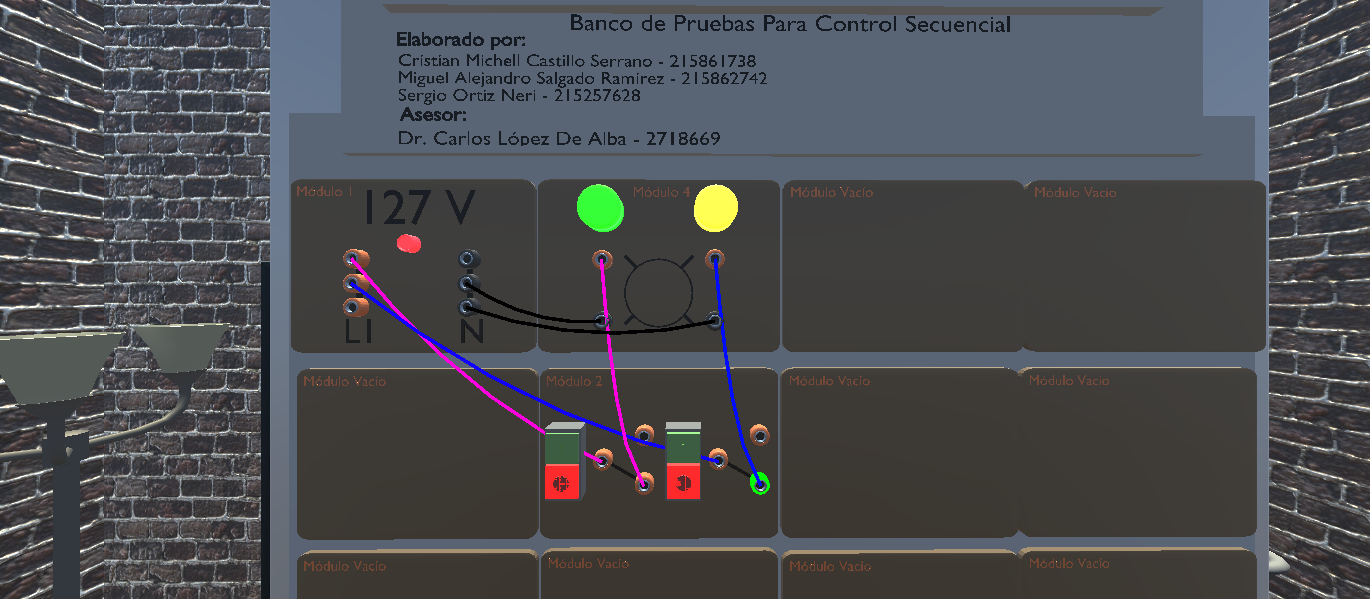 Banco de Pruebas Para Control Secuencial
Elaborado por:
Cristian Michell Castillo Serrano - 215861738
Miguel Alejandro Salgado Ramirez - 215862742
Sergio Ortiz Neri - 215257628
Asesor:
Dr. Carlos López De Alba - 2718669
Módulo 1
127 V
L1
N
Módulo 4
Módulo Vacío
Módulo Vacío
Módulo Vacío
Módulo 2
Módulo Vacío
Módulo Vacío
Módulo Vacío
Módulo Vacío
Módulo Vacío
Módulo Vacío